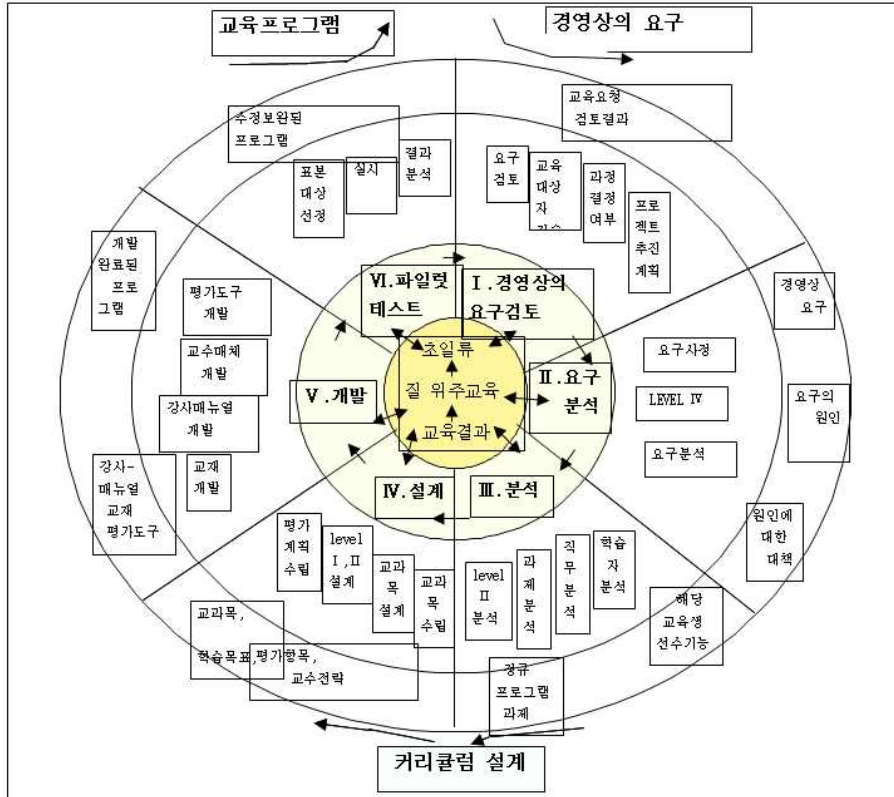 교육프로그램
경영상의 요구
수정보완된
프로그램
교육요청
검토결과
표본
대상
선정
실시
결과
분석
요구
검토
교육
대상
자
과정
결정
여부
프로
젝트
추진
계획
개발
완료된
프로
그램
평가도구
개발
교수매체
개발
강사매뉴얼
개발
교재
개발
강사-
매뉴얼
교재
평가도구
Ⅵ.파일럿
테스트
Ⅰ.경영상의
요구검토
초일류
질 위주교육
교육결과
Ⅴ.개발
Ⅱ.요구
분석
Ⅳ.설계
Ⅲ.분석
요구사정
LEVEL Ⅳ
요구분석
경영상
요구
요구의
원인
원인에
대한
대책
평가
계획
수립
level
Ⅰ,Ⅱ
설계
교과
목
설계
교과
목
수립
level
Ⅱ
분석
과
제
분
석
직
무
분
석
학습
자
분석
해당
교육생
선수기능
교과목,
학습목표,평가항목,
교수전략
정규
프로그램
과제
커리큘럼 설계